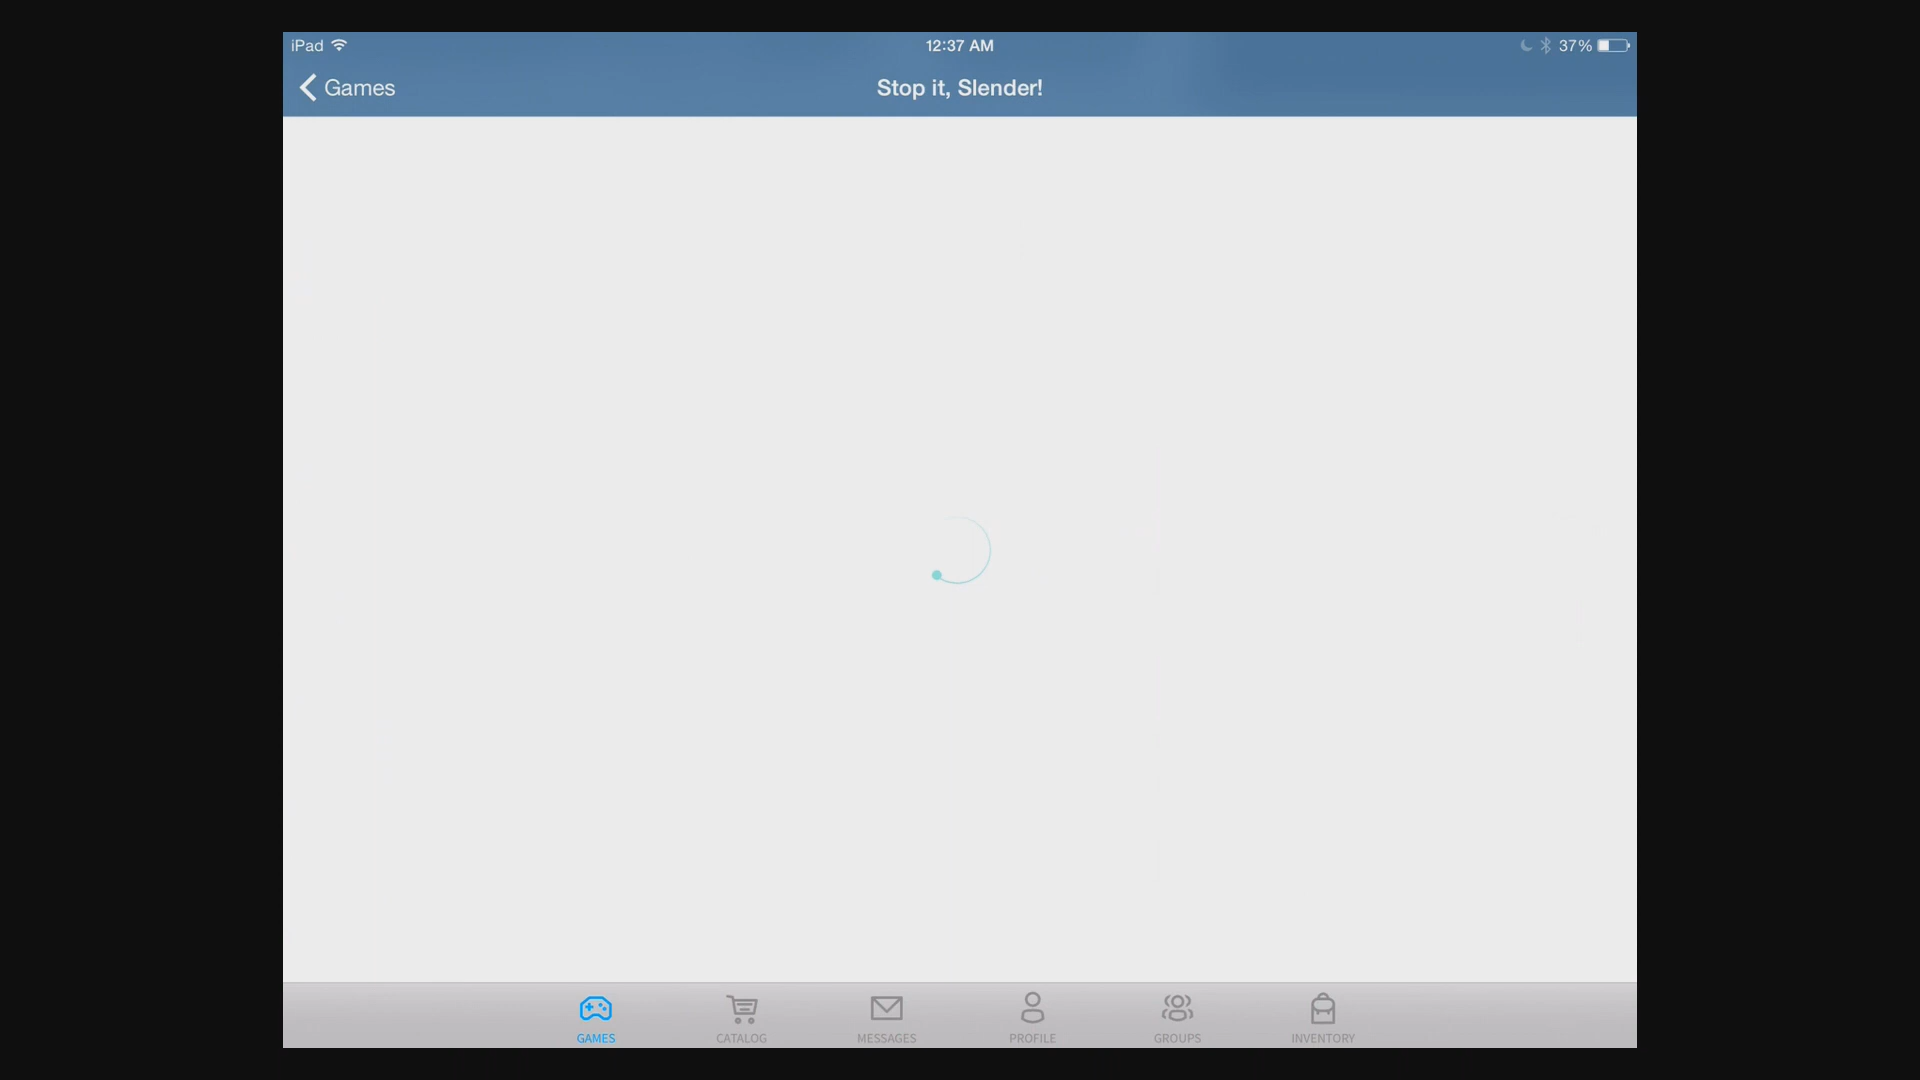 iPad
12:37 AM
37%
Games
Stop it, Slender!
GAMES
CATALOG
MESSAGES
PROFILE
GROUPS
INVENTORY